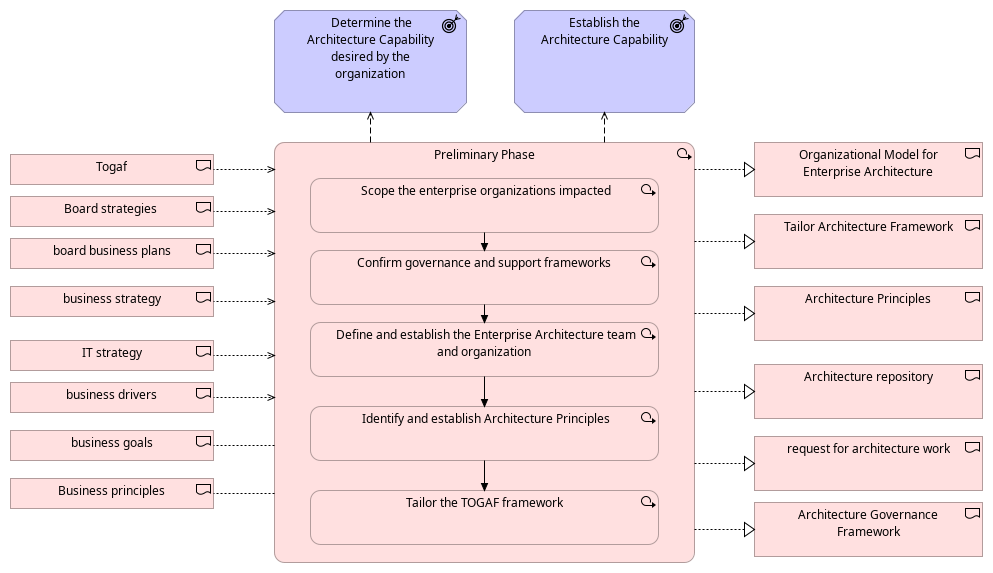 Determine the
Architecture Capability
desired by the
organization
Establish the
Architecture Capability
Togaf
Board strategies
board business plans
business strategy
IT strategy
business drivers
business goals
Business principles
Preliminary Phase
Scope the enterprise organizations impacted
Confirm governance and support frameworks
Define and establish the Enterprise Architecture team
and organization
Identify and establish Architecture Principles
Tailor the TOGAF framework
Organizational Model for
Enterprise Architecture
Tailor Architecture Framework
Architecture Principles
Architecture repository
request for architecture work
Architecture Governance
Framework